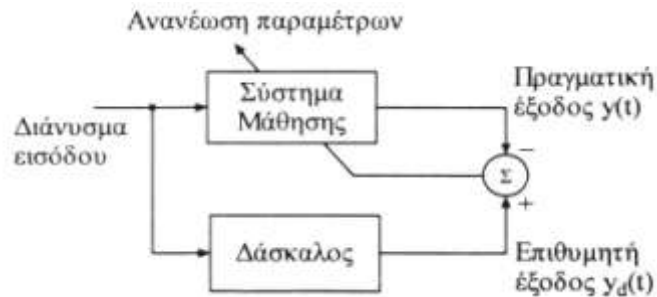 Ανανέωση παραμέτρων
Σύστημα
Μάθησης
Πραγματική
έξοδος y(t)
Διάνυσμα
εισόδου
−
Σ
+
Δάσκαλος
Επιθυμητή
έξοδος y_d(t)